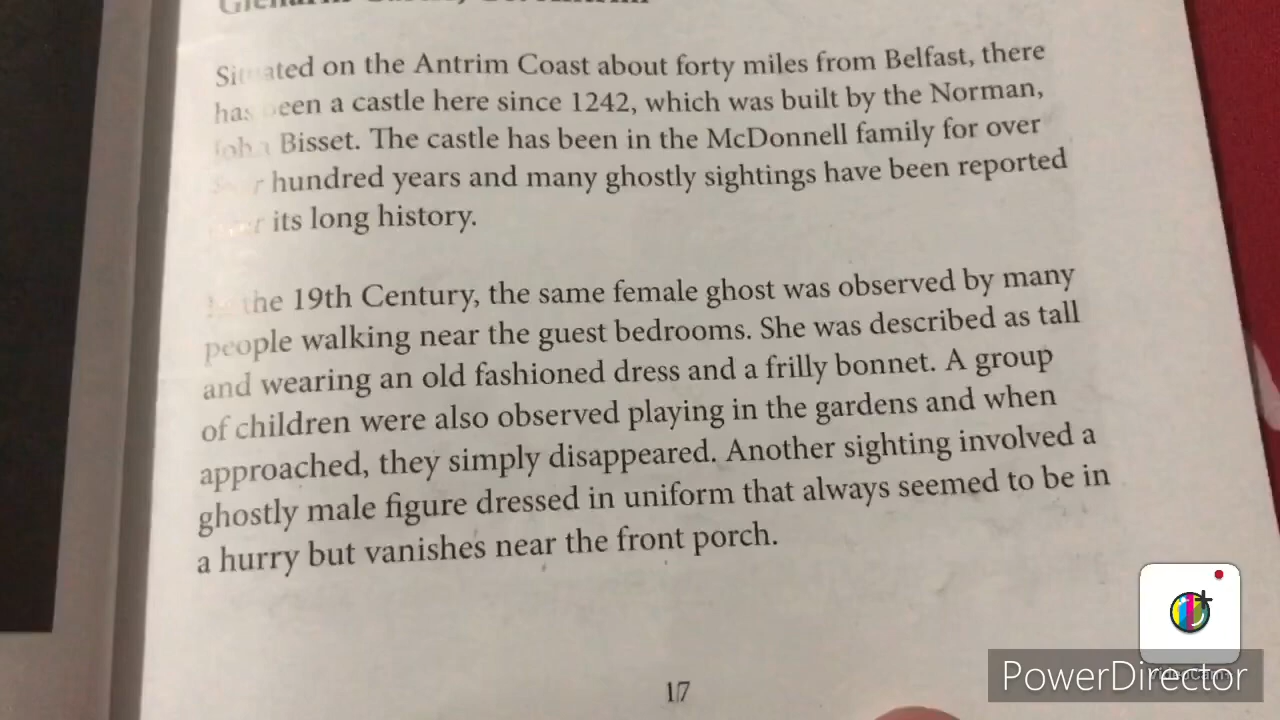 Situated on the Antrim Coast about forty miles from Belfast, there
has been a castle here since 1242, which was built by the Norman,
John Bisset. The castle has been in the McDonnell family for over
hundred years and many ghostly sightings have been reported
its long history.
the 19th Century, the same female ghost was observed by many
people walking near the guest bedrooms. She was described as tall
and wearing an old fashioned dress and a frilly bonnet. A group
of children were also observed playing in the gardens and when
approached, they simply disappeared. Another sighting involved a
ghostly male figure dressed in uniform that always seemed to be in
a hurry but vanishes near the front porch.
17
PowerDirector